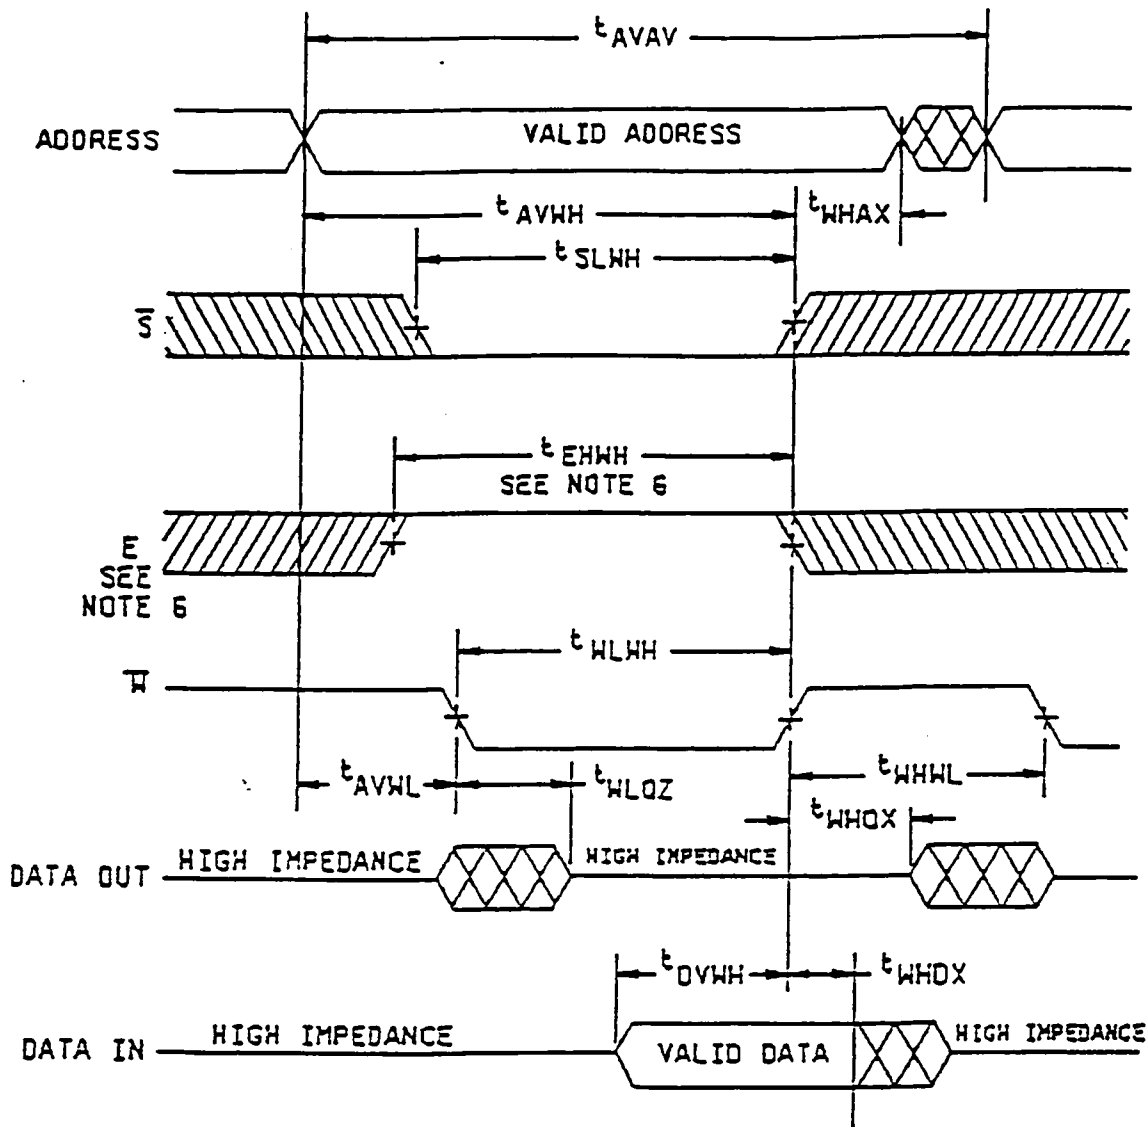 tAVAV
ADDRESS
VALID ADDRESS
tAVWH
tWHAX
tSLWH
S̅
tEHWH
SEE NOTE 6
E
SEE
NOTE 6
tWLWH
W̅
tAVWL
tWLQZ
tWHWL
tWHQX
DATA OUT
HIGH IMPEDANCE
HIGH IMPEDANCE
tDVWH
tWHDX
DATA IN
HIGH IMPEDANCE
VALID DATA
HIGH IMPEDANCE